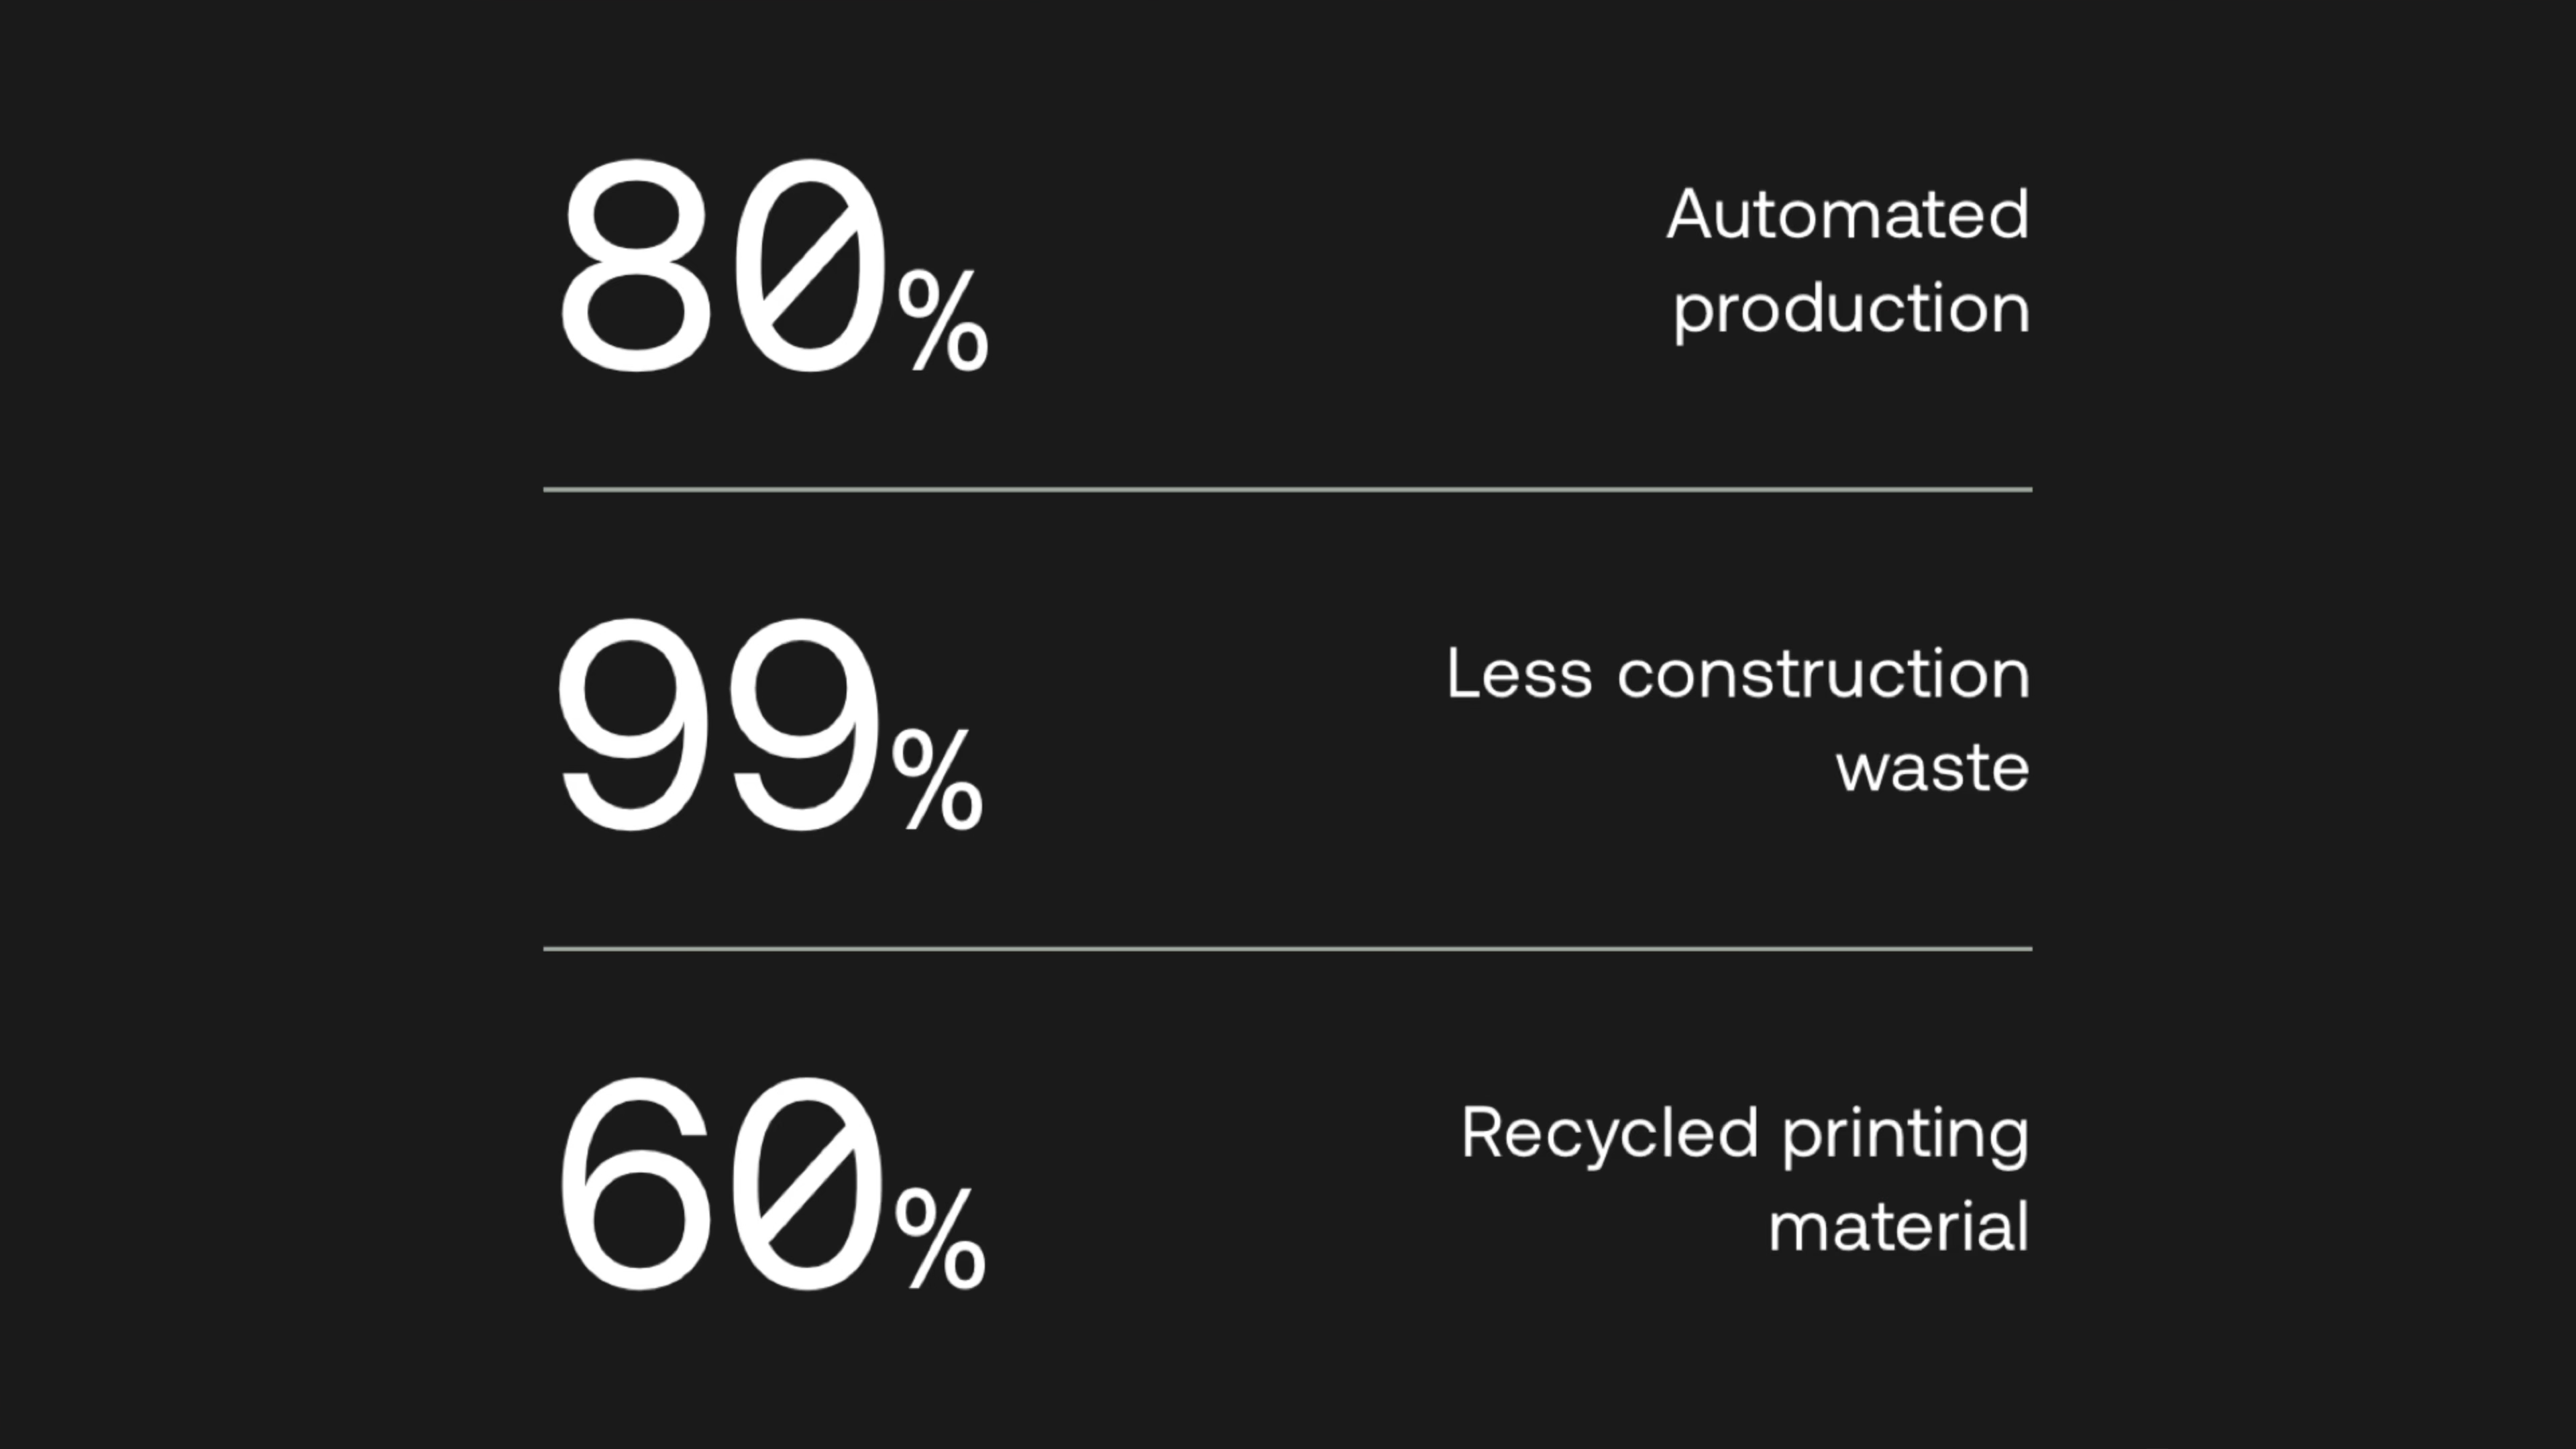 80%
Automated
production
99%
Less construction
waste
60%
Recycled printing
material